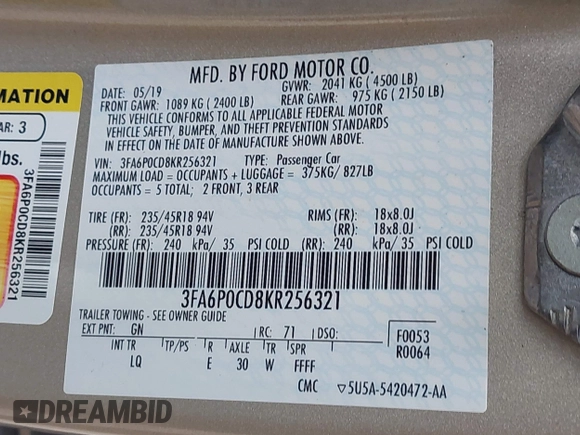 MFD. BY FORD MOTOR CO.
DATE: 05/19 GVWR: 2041 KG ( 4500 LB)
FRONT GAWR: 1089 KG ( 2400 LB) REAR GAWR: 975 KG ( 2150 LB)
THIS VEHICLE CONFORMS TO ALL APPLICABLE FEDERAL MOTOR
VEHICLE SAFETY, BUMPER, AND THEFT PREVENTION STANDARDS
IN EFFECT ON THE DATE OF MANUFACTURE SHOWN ABOVE.
VIN: 3FA6P0CD8KR256321 TYPE: Passenger Car
MAXIMUM LOAD = OCCUPANTS + LUGGAGE = 375KG/ 827LB
OCCUPANTS = 5 TOTAL; 2 FRONT, 3 REAR
TIRE (FR): 235/45R18 94V RIMS (FR): 18x8.0J
(RR): 235/45R18 94V (RR): 18x8.0J
PRESSURE (FR): 240 kPa/ 35 PSI COLD (RR): 240 kPa/ 35 PSI COLD
3FA6P0CD8KR256321
TRAILER TOWING - SEE OWNER GUIDE
EXT PNT: GN RC: 71 DSO: F0053
INT TR TP/PS R AXLE TR SPR R0064
LQ E 30 W FFFF
CMC ▽5U5A-5420472-AA
MATION
AR: 3
lbs.
3FA6P0CD8KR256321
DREAMBID